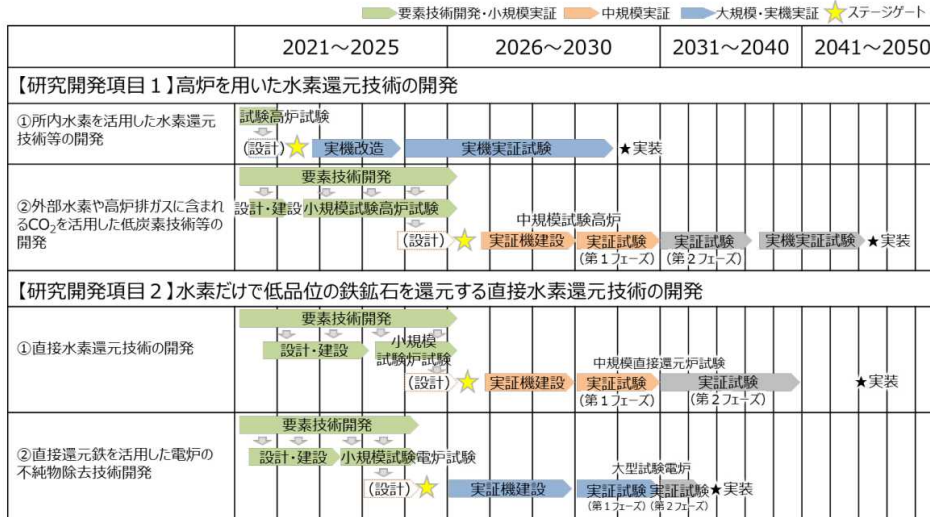 要素技術開発・小規模実証 中規模実証 大規模・実機実証 ステージゲート
2021～2025 2026～2030 2031～2040 2041～2050
【研究開発項目１】高炉を用いた水素還元技術の開発
①所内水素を活用した水素還元
技術等の開発
試験高炉試験
(設計) 実機改造 実機実証試験 ★実装
②外部水素や高炉排ガスに含まれ
るCO₂を活用した低炭素技術等の
開発
要素技術開発
設計・建設 小規模試験高炉試験
中規模試験高炉
(設計) 実証機建設 実証試験 実証試験 実機実証試験 ★実装
(第１フェーズ) (第２フェーズ)
【研究開発項目２】水素だけで低品位の鉄鉱石を還元する直接水素還元技術の開発
①直接水素還元技術の開発
要素技術開発
設計・建設 小規模
試験炉試験
中規模直接還元炉試験
(設計) 実証機建設 実証試験 実証試験 ★実装
(第１フェーズ) (第２フェーズ)
②直接還元鉄を活用した電炉の
不純物除去技術開発
要素技術開発
設計・建設 小規模試験電炉試験
大型試験電炉
(設計) 実証機建設 実証試験 実証試験 ★実装
(第１フェーズ) (第２フェーズ)